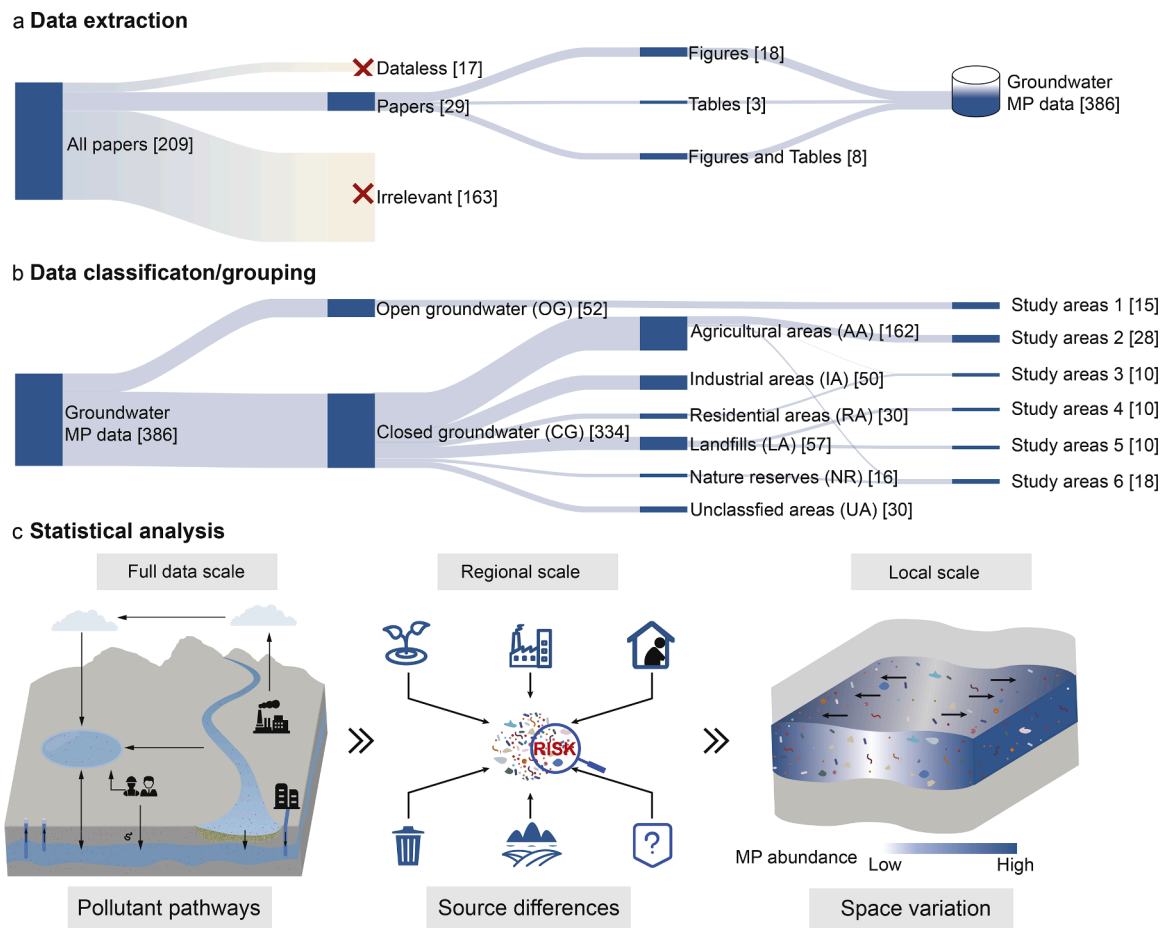 a Data extraction
Dataless [17]
Papers [29]
All papers [209]
Irrelevant [163]
Figures [18]
Tables [3]
Figures and Tables [8]
Groundwater
MP data [386]
b Data classificaton/grouping
Groundwater
MP data [386]
Open groundwater (OG) [52]
Closed groundwater (CG) [334]
Agricultural areas (AA) [162]
Industrial areas (IA) [50]
Residential areas (RA) [30]
Landfills (LA) [57]
Nature reserves (NR) [16]
Unclassfied areas (UA) [30]
Study areas 1 [15]
Study areas 2 [28]
Study areas 3 [10]
Study areas 4 [10]
Study areas 5 [10]
Study areas 6 [18]
c Statistical analysis
Full data scale
Regional scale
Local scale
RISK
?
MP abundance
Low
High
Pollutant pathways
Source differences
Space variation